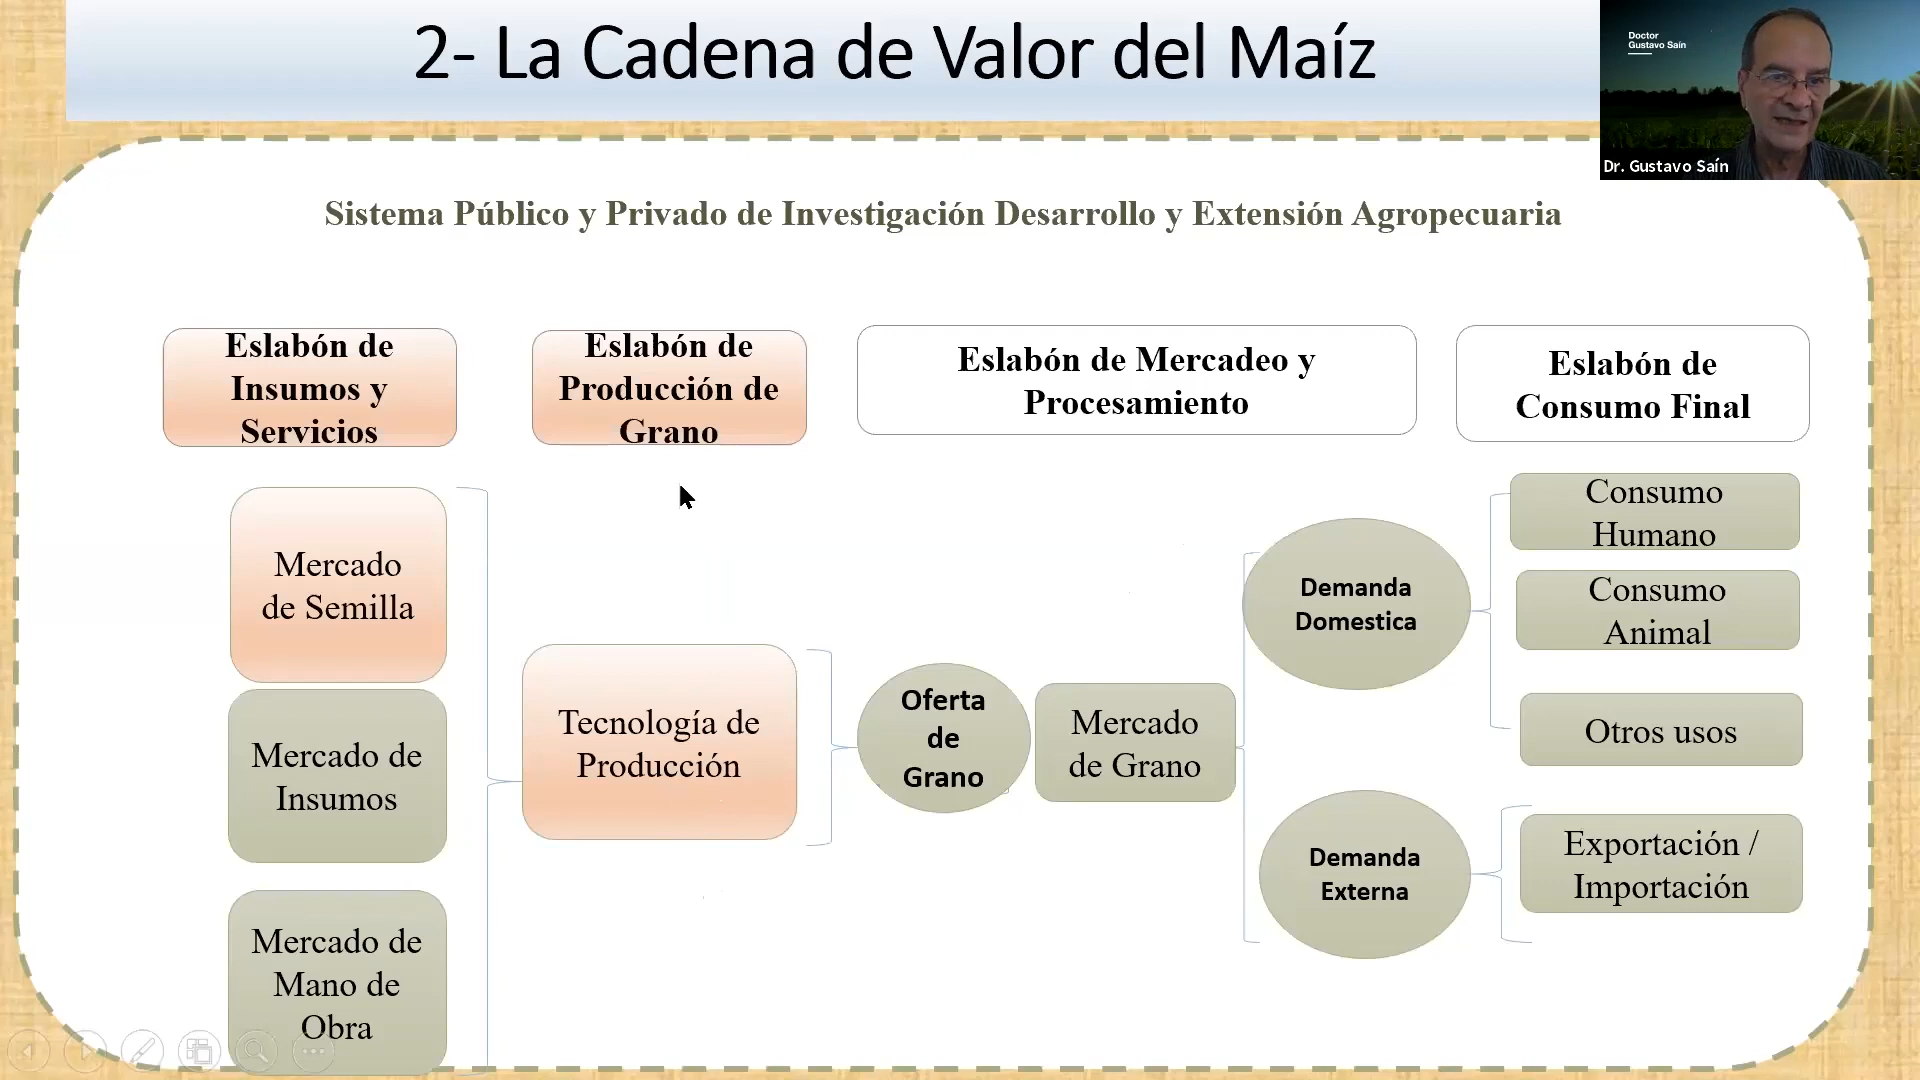 2- La Cadena de Valor del Maíz
Doctor
Gustavo Saín
Dr. Gustavo Saín
Sistema Público y Privado de Investigación Desarrollo y Extensión Agropecuaria
Eslabón de
Insumos y
Servicios
Eslabón de
Producción de
Grano
Eslabón de Mercadeo y
Procesamiento
Eslabón de
Consumo Final
Mercado
de Semilla
Mercado de
Insumos
Mercado de
Mano de
Obra
Tecnología de
Producción
Oferta
de
Grano
Mercado
de Grano
Demanda
Domestica
Demanda
Externa
Consumo
Humano
Consumo
Animal
Otros usos
Exportación /
Importación